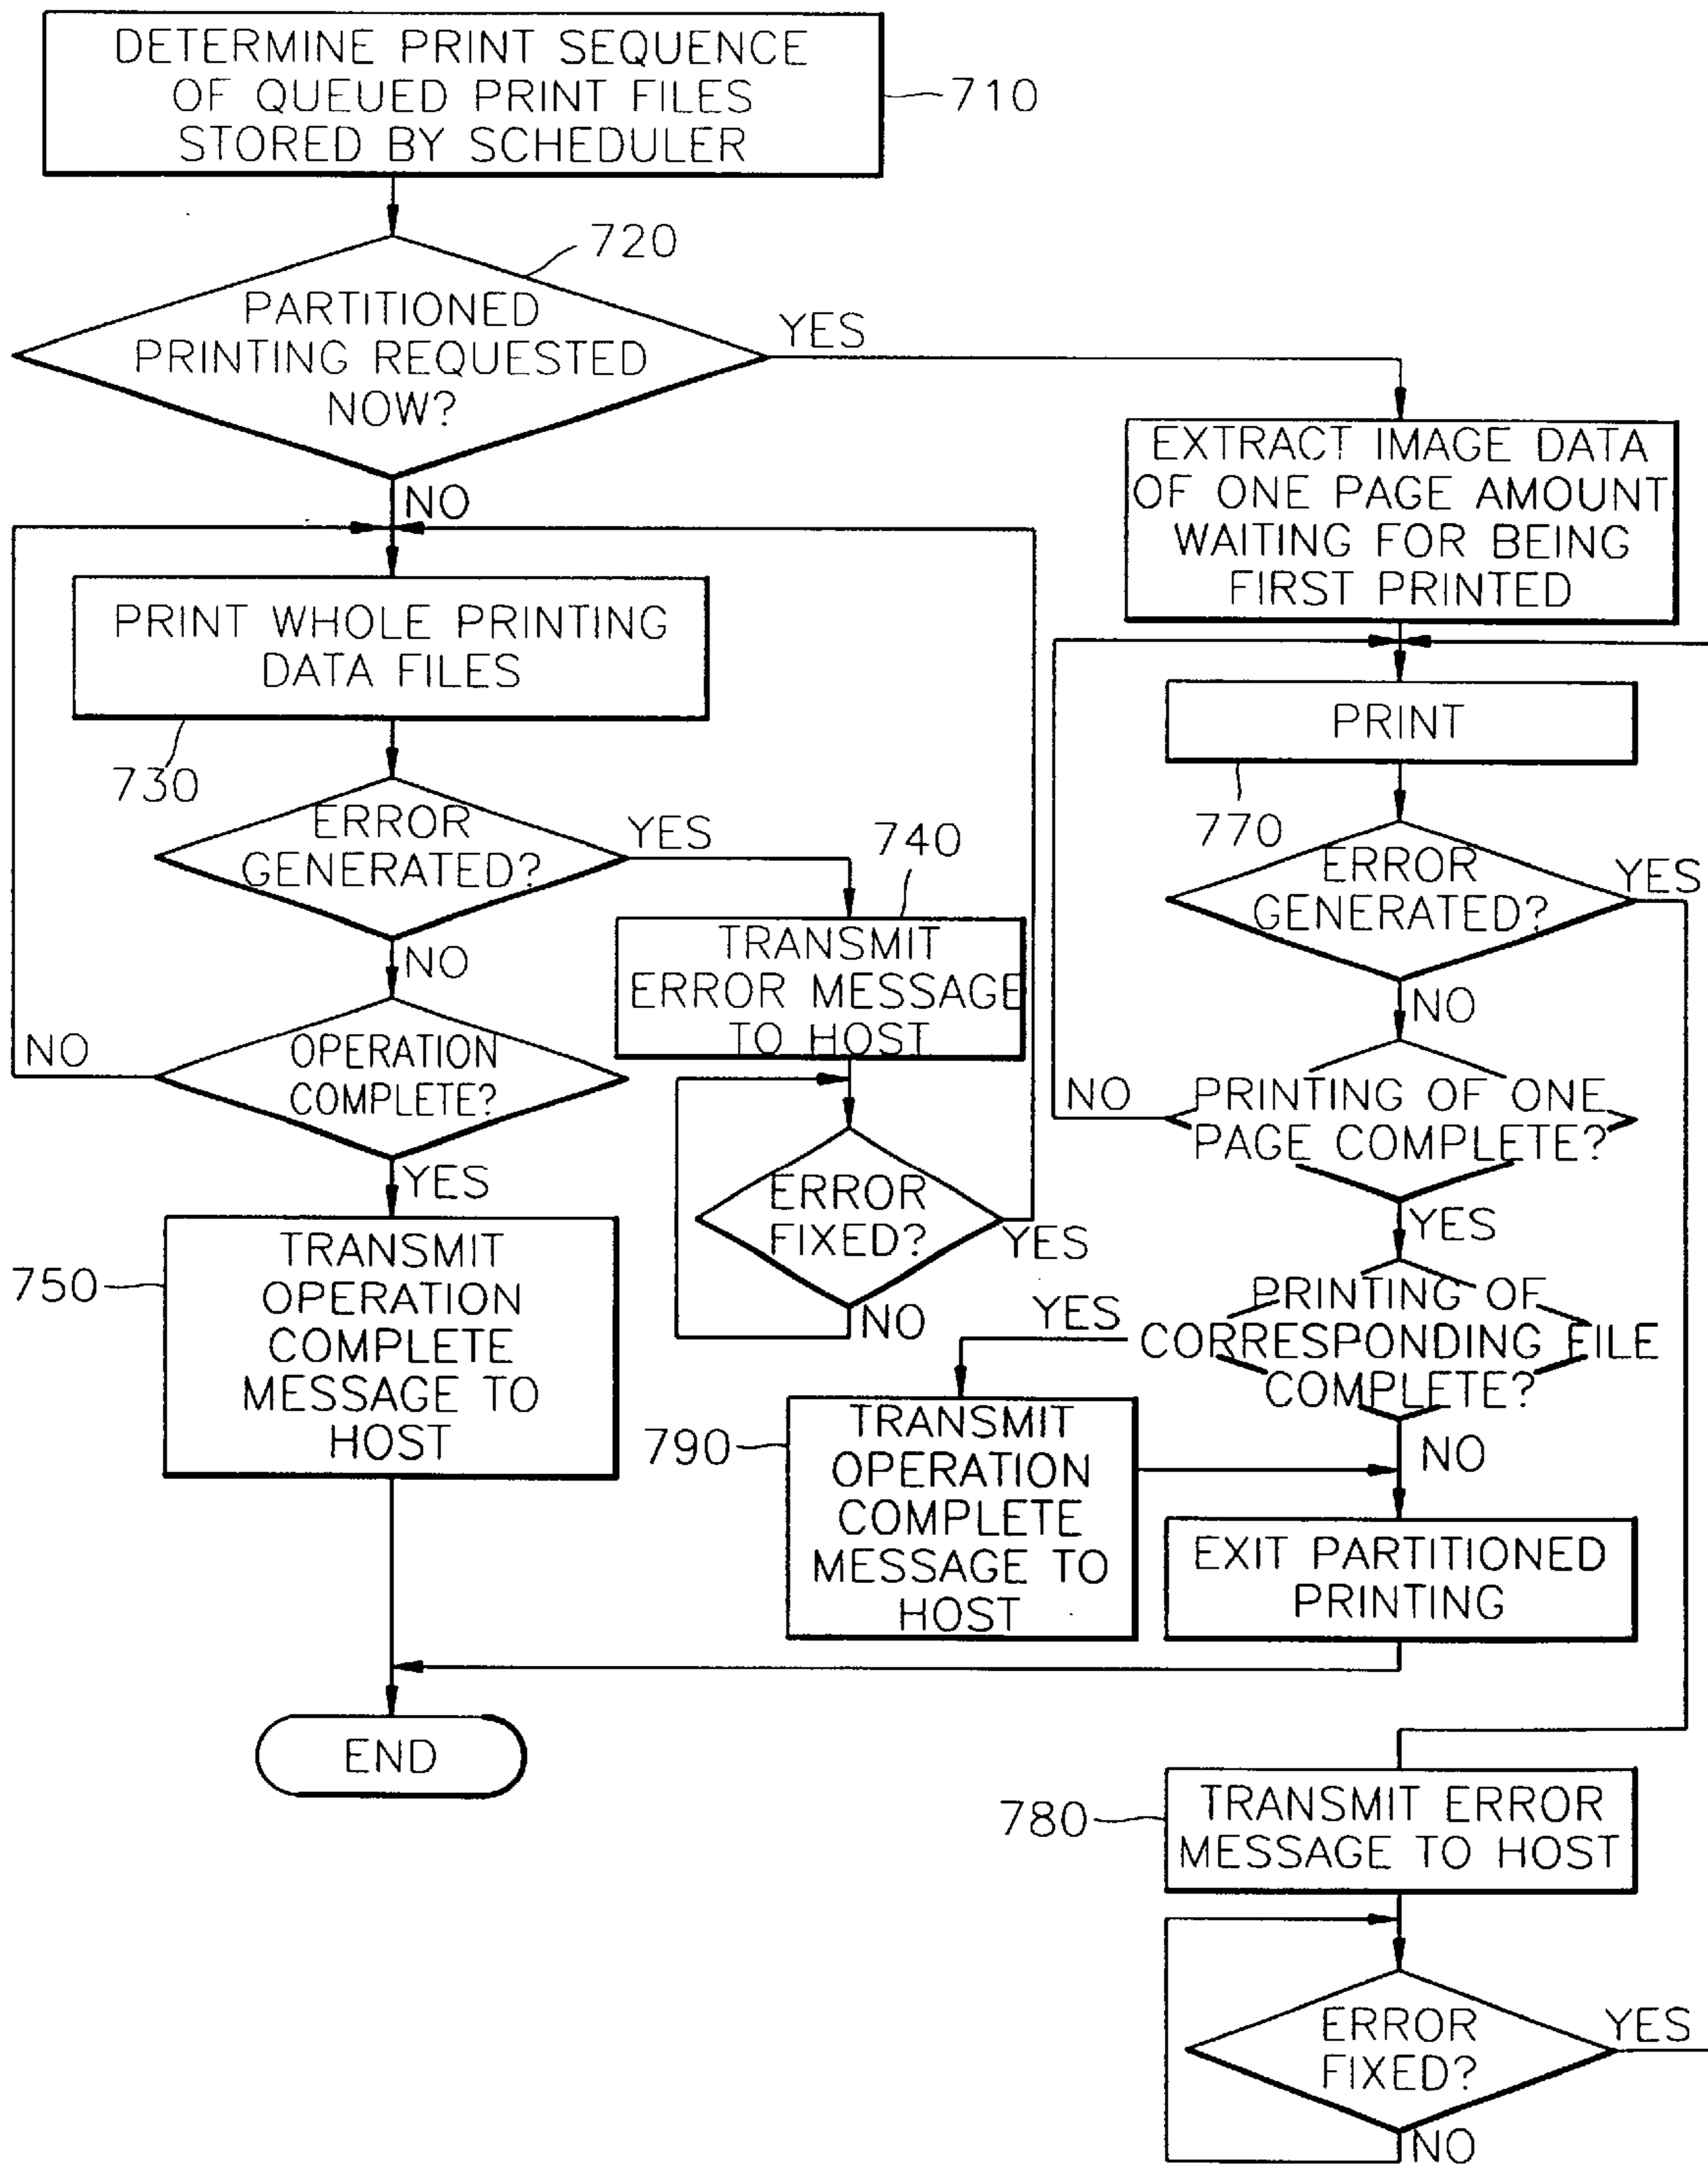 DETERMINE PRINT SEQUENCE
OF QUEUED PRINT FILES
STORED BY SCHEDULER
710
720
PARTITIONED
PRINTING REQUESTED
NOW?
YES
NO
EXTRACT IMAGE DATA
OF ONE PAGE AMOUNT
WAITING FOR BEING
FIRST PRINTED
PRINT WHOLE PRINTING
DATA FILES
730
PRINT
770
ERROR
GENERATED?
YES
NO
740
TRANSMIT
ERROR MESSAGE
TO HOST
ERROR
GENERATED?
YES
NO
OPERATION
COMPLETE?
NO
YES
ERROR
FIXED?
YES
NO
PRINTING OF ONE
PAGE COMPLETE?
NO
YES
750
TRANSMIT
OPERATION
COMPLETE
MESSAGE TO
HOST
PRINTING OF
CORRESPONDING FILE
COMPLETE?
YES
NO
790
TRANSMIT
OPERATION
COMPLETE
MESSAGE TO
HOST
EXIT PARTITIONED
PRINTING
END
780
TRANSMIT ERROR
MESSAGE TO HOST
ERROR
FIXED?
YES
NO